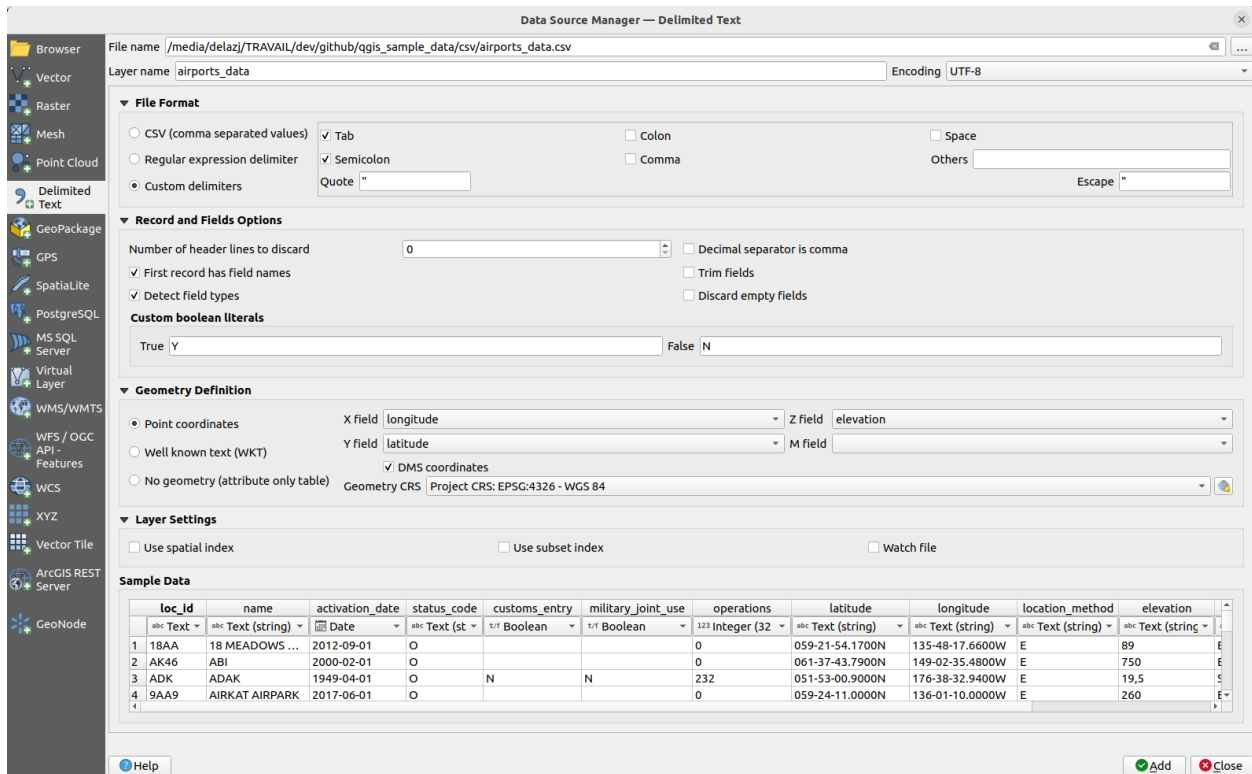 Data Source Manager — Delimited Text
Browser
Vector
Raster
Mesh
Point Cloud
Delimited
Text
GeoPackage
GPS
SpatiaLite
PostgreSQL
MS SQL
Server
Virtual
Layer
WMS/WMTS
WFS / OGC
API -
Features
WCS
XYZ
Vector Tile
ArcGIS REST
Server
GeoNode
File name /media/delazj/TRAVAIL/dev/github/qgis_sample_data/csv/airports_data.csv ...
Layer name airports_data Encoding UTF-8
File Format
CSV (comma separated values) Tab Colon Space
Regular expression delimiter Semicolon Comma Others
Custom delimiters Quote " Escape "
Record and Fields Options
Number of header lines to discard 0 Decimal separator is comma
First record has field names Trim fields
Detect field types Discard empty fields
Custom boolean literals
True Y False N
Geometry Definition
Point coordinates X field longitude Z field elevation
Well known text (WKT) Y field latitude M field
DMS coordinates
No geometry (attribute only table) Geometry CRS Project CRS: EPSG:4326 - WGS 84
Layer Settings
Use spatial index Use subset index Watch file
Sample Data
loc_id name activation_date status_code customs_entry military_joint_use operations latitude longitude location_method elevation
abc Text abc Text (string) Date abc Text (st t/f Boolean t/f Boolean 123 Integer (32 abc Text (string) abc Text (string) abc Text (string) abc Text (string
1 18AA 18 MEADOWS ... 2012-09-01 O 0 059-21-54.1700N 135-48-17.6600W E 89
2 AK46 ABI 2000-02-01 O 0 061-37-43.7900N 149-02-35.4800W E 750
3 ADK ADAK 1949-04-01 O N N 232 051-53-00.9000N 176-38-32.9400W E 19,5
4 9AA9 AIRKAT AIRPARK 2017-06-01 O 0 059-24-11.0000N 136-01-10.0000W E 260
Help Add Close